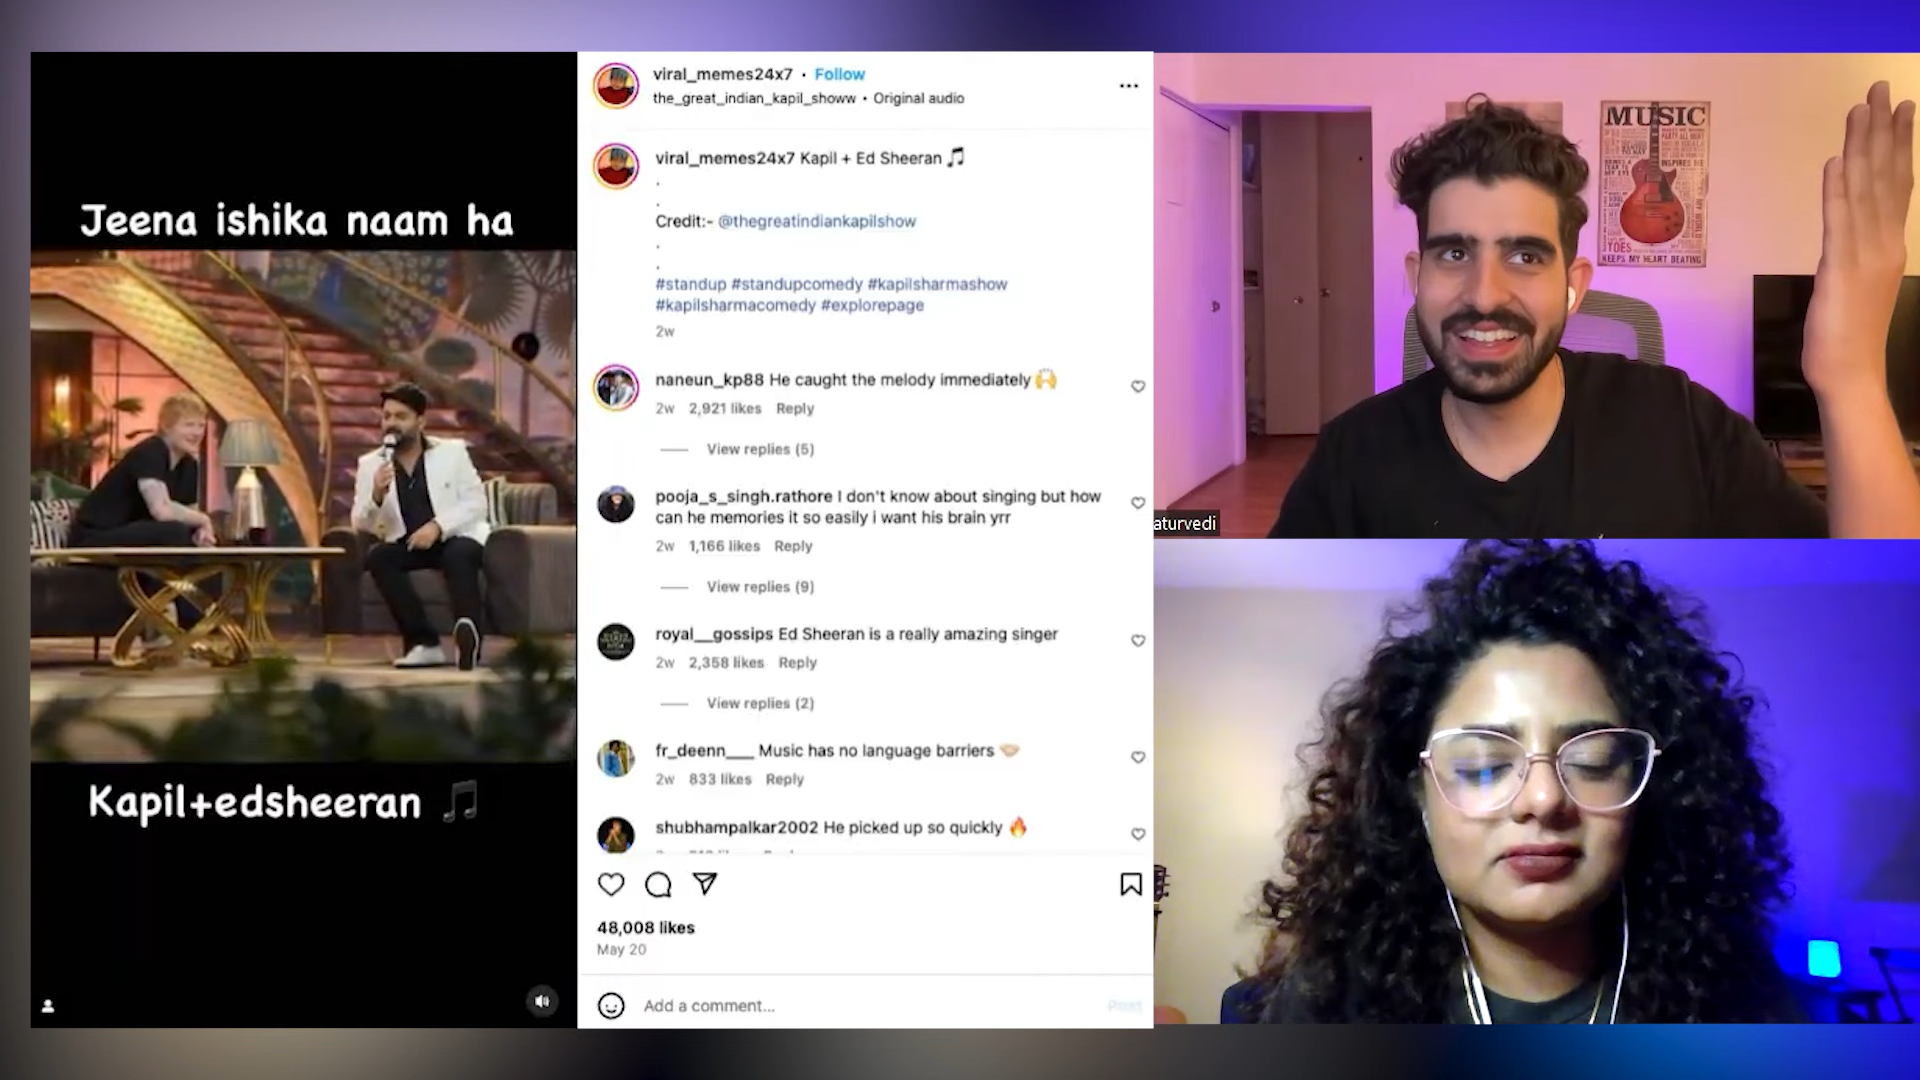 Jeena ishika naam ha
Kapil+edsheeran 🎵
viral_memes24x7 • Follow
the_great_indian_kapil_showw • Original audio
viral_memes24x7 Kapil + Ed Sheeran 🎵
.
.
Credit:- @thegreatindiankapilshow
.
.
#standup #standupcomedy #kapilsharmashow
#kapilsharmacomedy #explorepage
2w
naneun_kp88 He caught the melody immediately 🙌🏻
2w 2,921 likes Reply
View replies (5)
pooja_s_singh.rathore I don't know about singing but how
can he memories it so easily i want his brain yrr
2w 1,166 likes Reply
View replies (9)
royal__gossips Ed Sheeran is a really amazing singer
2w 2,358 likes Reply
View replies (2)
fr_deenn___ Music has no language barriers 🤝🏼
2w 833 likes Reply
shubhampalkar2002 He picked up so quickly 🔥
48,008 likes
May 20
Add a comment...
Post
MUSIC
INSPIRES ME
TOES
KEEPS MY HEART BEATING
aturvedi